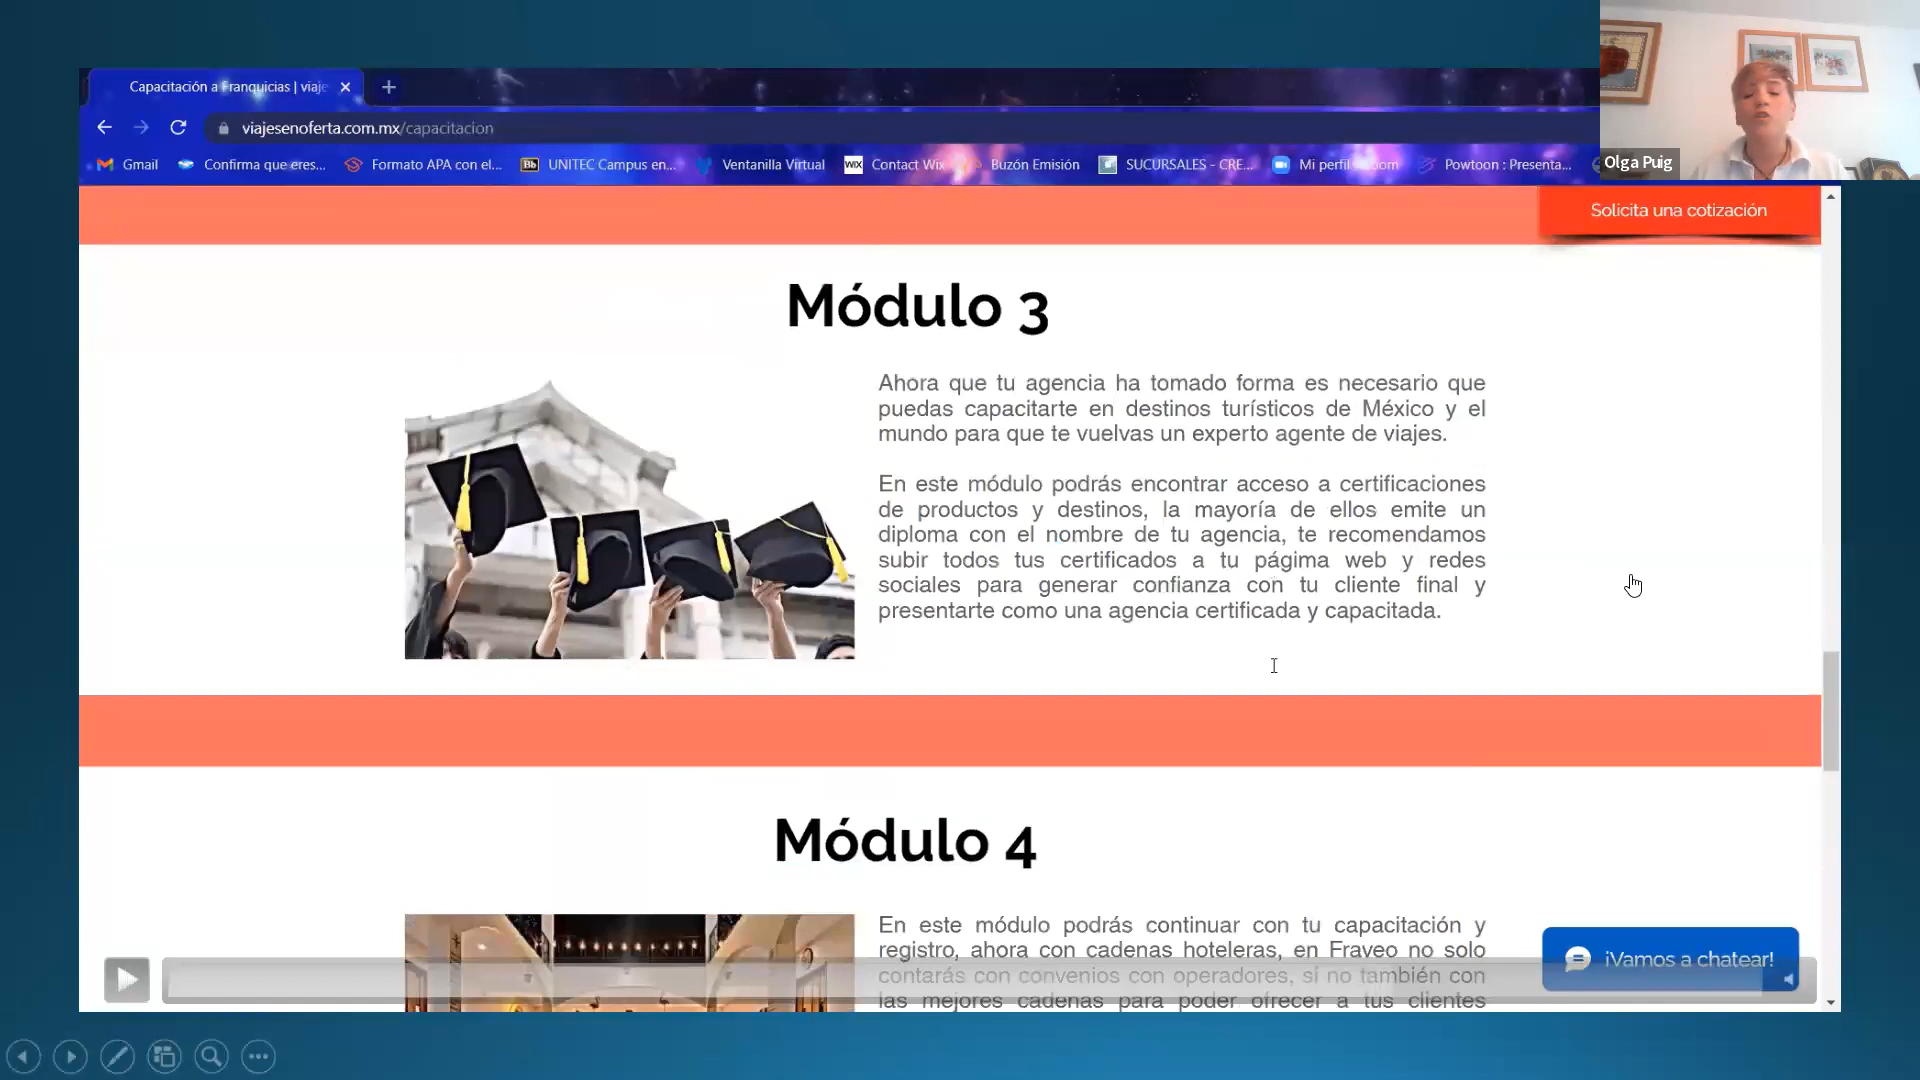 Capacitación a Franquicias | viaje
viajesenoferta.com.mx/capacitacion
Gmail
Confirma que eres...
Formato APA con el...
Bb
UNITEC Campus en...
Ventanilla Virtual
WIX
Contact Wix
Buzón Emisión
SUCURSALES - CRE...
Mi perfil - Zoom
Powtoon : Presenta...
Olga Puig
Solicita una cotización
Módulo 3
Ahora que tu agencia ha tomado forma es necesario que
puedas capacitarte en destinos turísticos de México y el
mundo para que te vuelvas un experto agente de viajes.
En este módulo podrás encontrar acceso a certificaciones
de productos y destinos, la mayoría de ellos emite un
diploma con el nombre de tu agencia, te recomendamos
subir todos tus certificados a tu página web y redes
sociales para generar confianza con tu cliente final y
presentarte como una agencia certificada y capacitada.
Módulo 4
En este módulo podrás continuar con tu capacitación y
registro, ahora con cadenas hoteleras, en Fraveo no solo
contarás con convenios con operadores, si no también con
las mejores cadenas para poder ofrecer a tus clientes
¡Vamos a chatear!